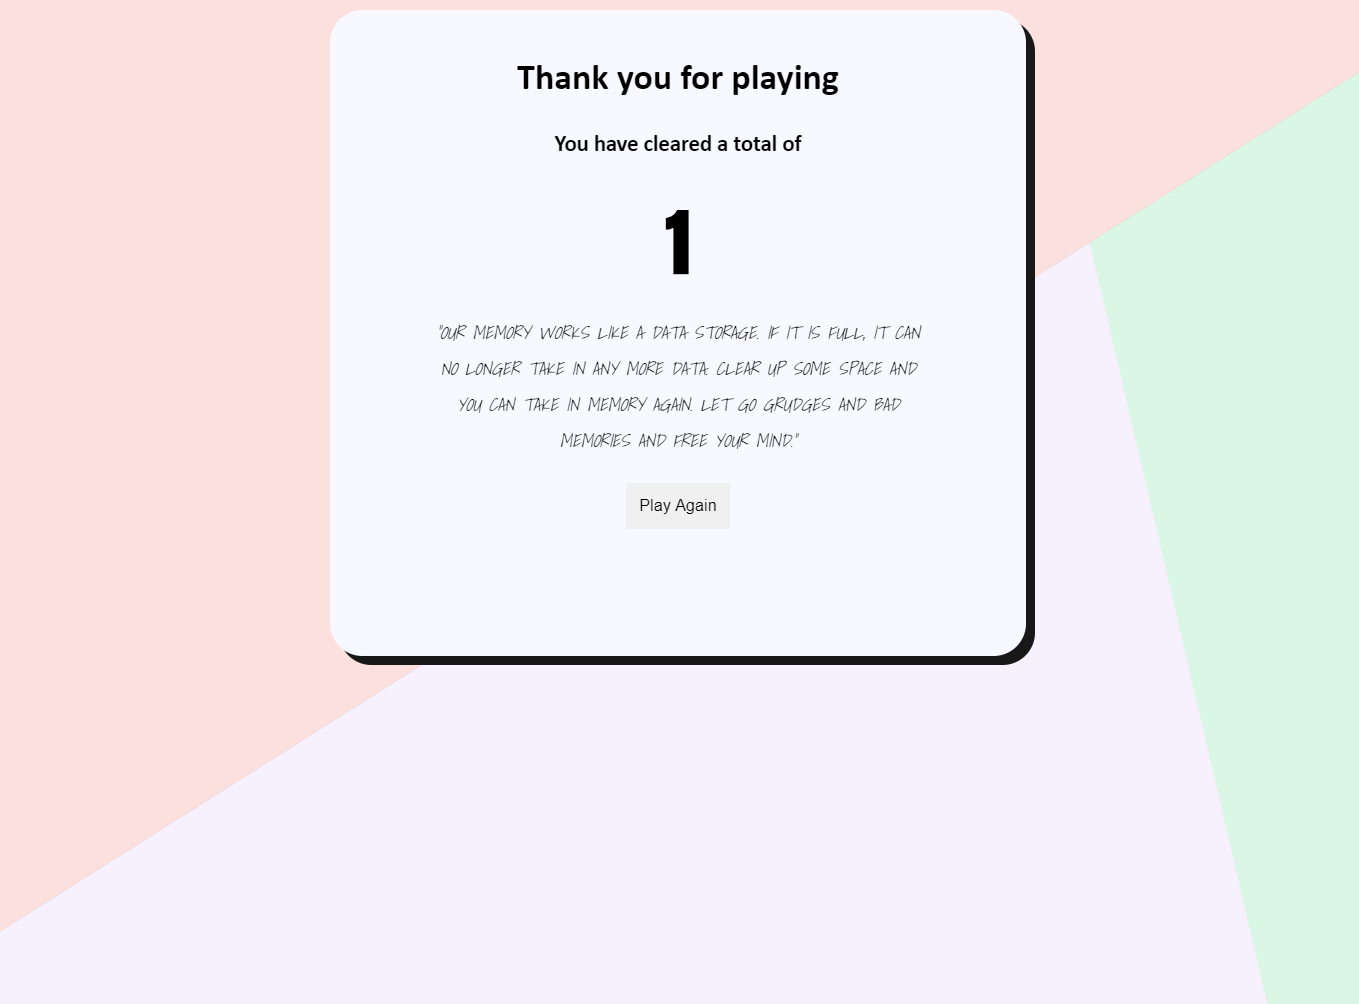 Thank you for playing
You have cleared a total of
1
"OUR MEMORY WORKS LIKE A DATA STORAGE. IF IT IS FULL, IT CAN
NO LONGER TAKE IN ANY MORE DATA. CLEAR UP SOME SPACE AND
YOU CAN TAKE IN MEMORY AGAIN. LET GO GRUDGES AND BAD
MEMORIES AND FREE YOUR MIND."
Play Again